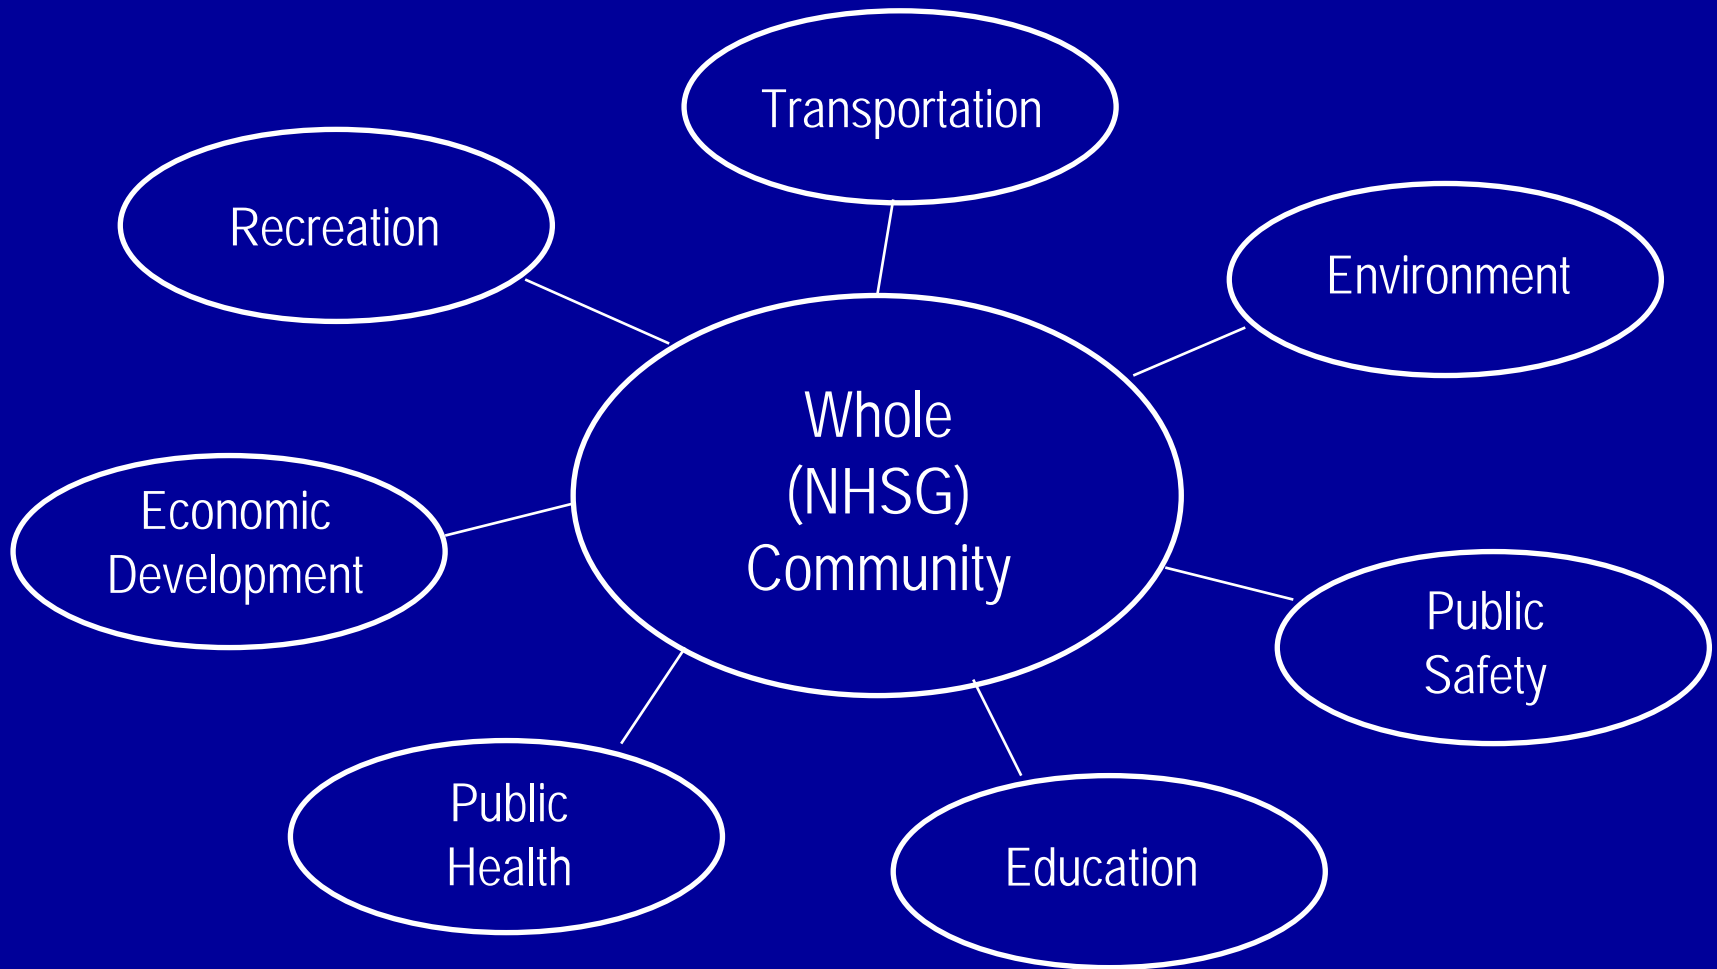 Transportation
Recreation
Environment
Whole
(NHSG)
Community
Economic
Development
Public
Safety
Public
Health
Education